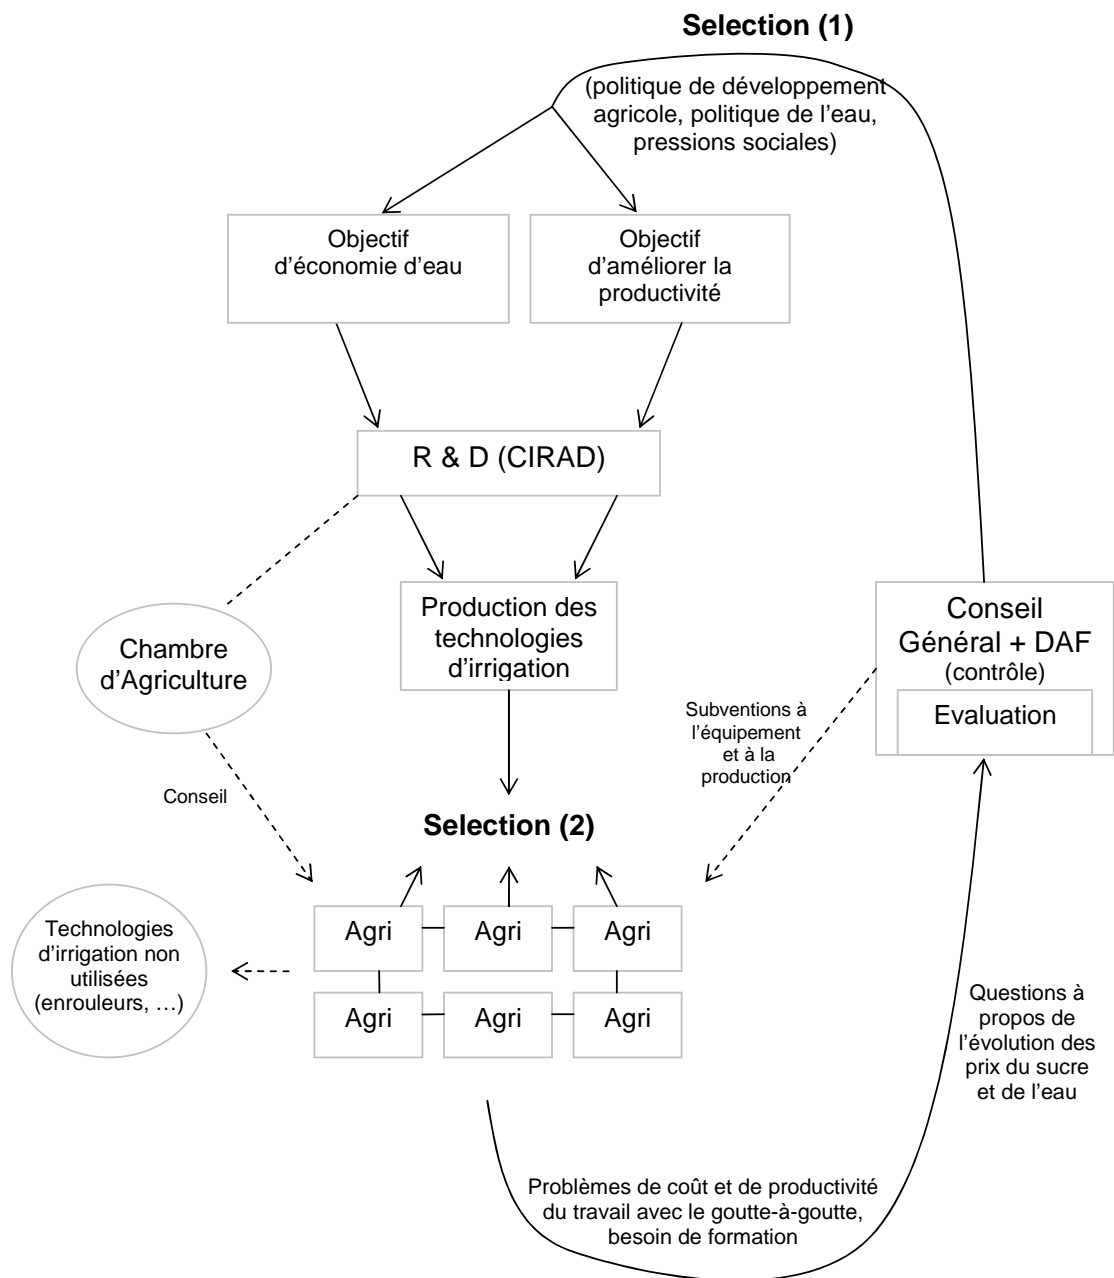 Selection (1)
(politique de développement
agricole, politique de l'eau,
pressions sociales)
Objectif
d'économie d'eau
Objectif
d'améliorer la
productivité
R & D (CIRAD)
Production des
technologies
d'irrigation
Chambre
d'Agriculture
Conseil
Général + DAF
(contrôle)
Evaluation
Subventions à
l'équipement
et à la
production
Conseil
Selection (2)
Agri
Agri
Agri
Agri
Agri
Agri
Technologies
d'irrigation non
utilisées
(enrouleurs, …)
Questions à
propos de
l'évolution des
prix du sucre
et de l'eau
Problèmes de coût et de productivité
du travail avec le goutte-à-goutte,
besoin de formation